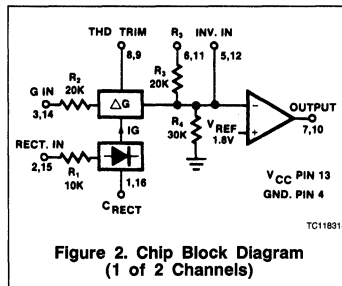 THD TRIM R3 INV. IN
8,9 6,11 5,12
R2
20K
R3
20K
G IN
3,14
ΔG
OUTPUT
7,10
IG
R4
30K
VREF
1.8V
RECT. IN
2,15
R1
10K
1,16
CRECT
VCC PIN 13
GND. PIN 4
TC11831
Figure 2. Chip Block Diagram
(1 of 2 Channels)